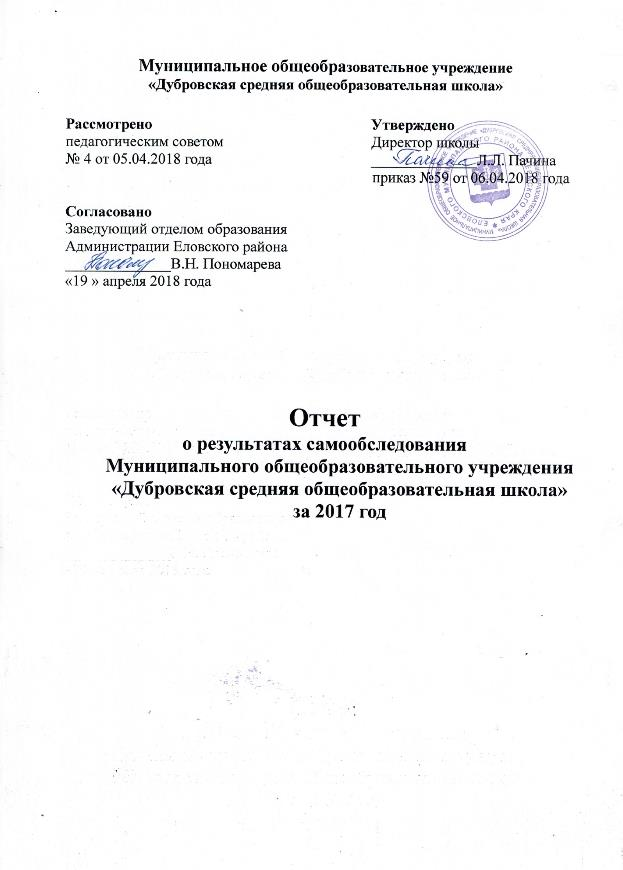 Муниципальное общеобразовательное учреждение
«Дубровская средняя общеобразовательная школа»
Рассмотрено
педагогическим советом
№ 4 от 05.04.2018 года
Утверждено
Директор школы
Л.Л. Пачина
приказ №59 от 06.04.2018 года
Согласовано
Заведующий отделом образования
Администрации Еловского района
В.Н. Пономарева
«19 » апреля 2018 года
Отчет
о результатах самообследования
Муниципального общеобразовательного учреждения
«Дубровская средняя общеобразовательная школа»
за 2017 год